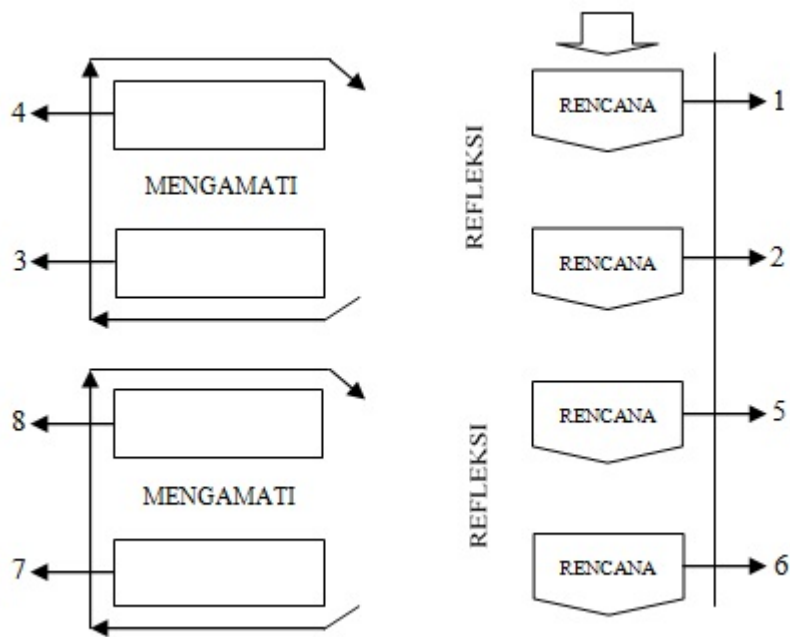 4
RENCANA
1
MENGAMATI
REFLEKSI
3
RENCANA
2
8
RENCANA
5
MENGAMATI
REFLEKSI
7
RENCANA
6